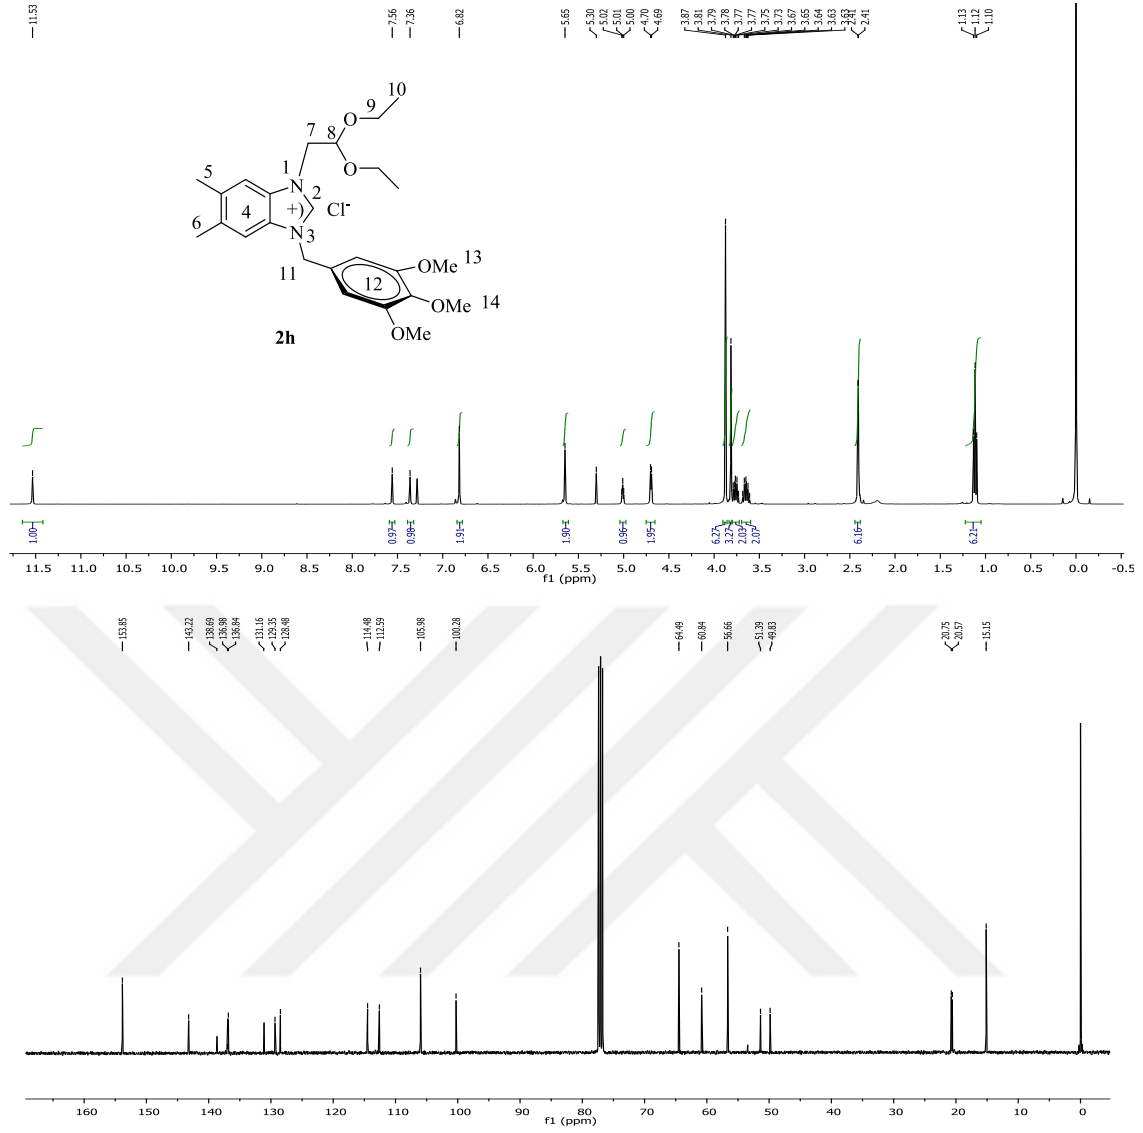 11.53 7.56 7.36 6.82 5.65 5.30 5.02 5.01 5.00 4.70 4.69 3.87 3.81 3.79 3.78 3.77 3.77 3.75 3.73 3.67 3.65 3.64 3.63 3.63 2.41 2.41 1.13 1.12 1.10
10
9
O
7
8
O
5
1
N
2
4
+)
Cl-
6
N
3
11
OMe 13
12
OMe 14
OMe
2h
1.00 0.97 0.98 1.91 1.90 0.96 1.95 6.27 3.27 2.03 2.07 6.16 6.21
11.5 11.0 10.5 10.0 9.5 9.0 8.5 8.0 7.5 7.0 6.5 6.0 5.5 5.0 4.5 4.0 3.5 3.0 2.5 2.0 1.5 1.0 0.5 0.0 -0.5
f1 (ppm)
153.85 143.22 138.69 136.98 136.84 131.16 129.35 128.48 114.48 112.59 105.98 100.28 64.49 60.84 56.66 51.39 49.83 20.75 20.57 15.15
160 150 140 130 120 110 100 90 80 70 60 50 40 30 20 10 0
f1 (ppm)